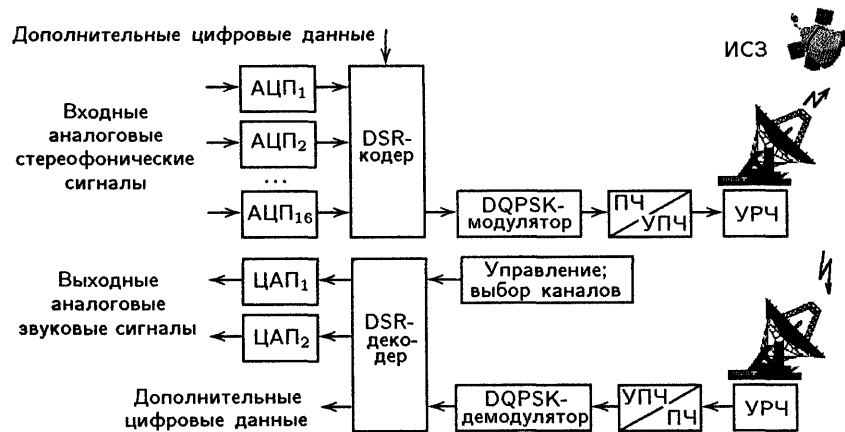 Дополнительные цифровые данные
ИСЗ
АЦП1
Входные
аналоговые
стереофонические
сигналы
АЦП2
...
АЦП16
DSR-
кодер
DQPSK-
модулятор
ПЧ
УПЧ
УРЧ
Выходные
аналоговые
звуковые сигналы
ЦАП1
ЦАП2
DSR-
деко-
дер
Управление;
выбор каналов
Дополнительные
цифровые данные
DQPSK-
демодулятор
УПЧ
ПЧ
УРЧ